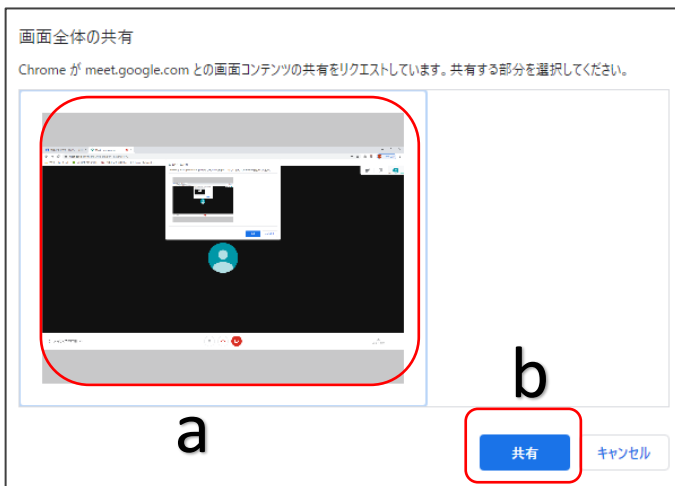 画面全体の共有
Chrome が meet.google.com との画面コンテンツの共有をリクエストしています。共有する部分を選択してください。
a
b
共有
キャンセル